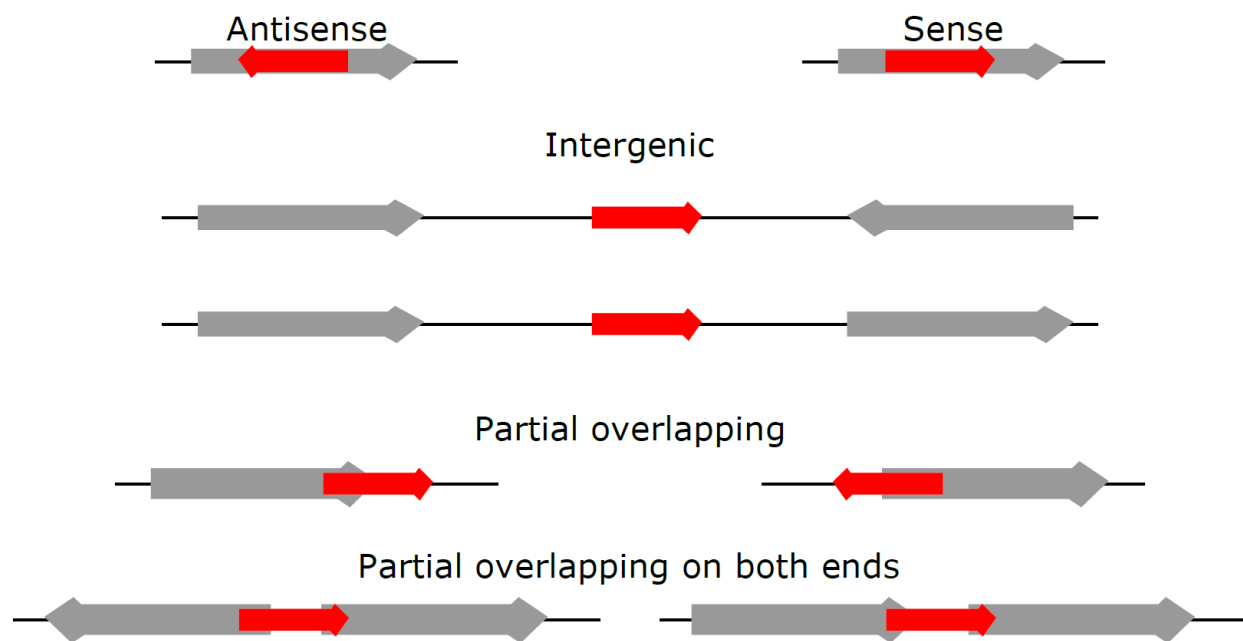 Antisense
Sense
Intergenic
Partial overlapping
Partial overlapping on both ends